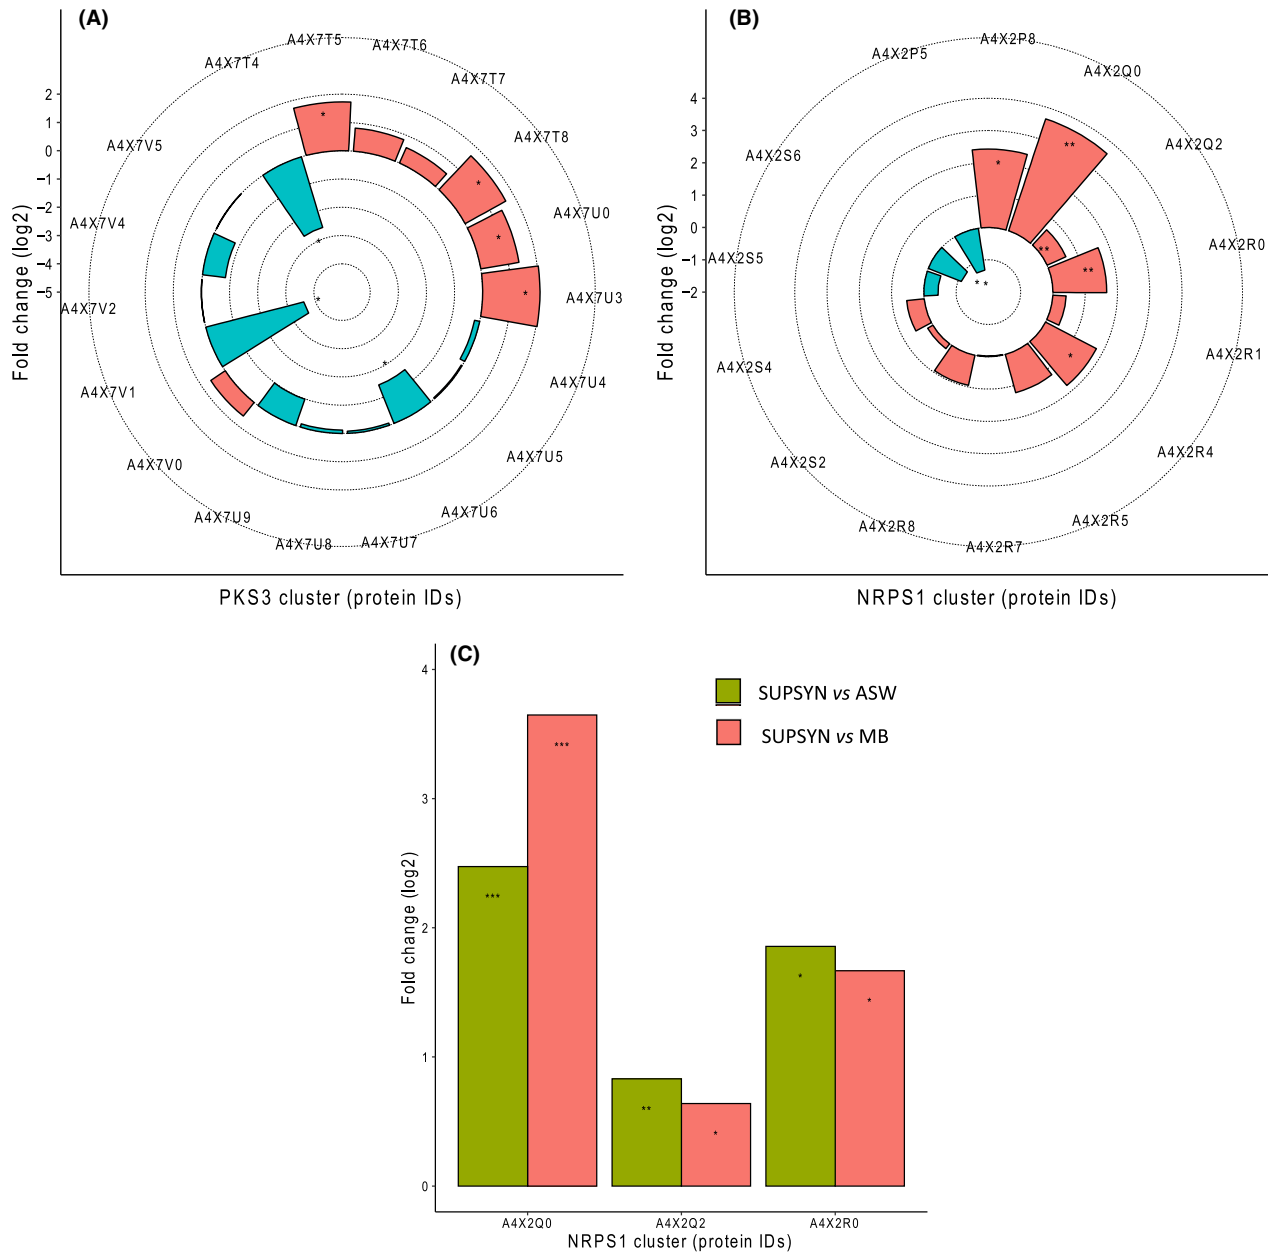 (A)
A4X7T5
A4X7T6
A4X7T4
A4X7T7
A4X7T8
A4X7V5
A4X7U0
A4X7V4
A4X7U3
A4X7V2
A4X7U4
A4X7V1
A4X7U5
A4X7V0
A4X7U6
A4X7U9
A4X7U7
A4X7U8
2
1
0
−1
−2
−3
−4
−5
Fold change (log2)
* * * * * * *
PKS3 cluster (protein IDs)
(B)
A4X2P8
A4X2P5
A4X2Q0
A4X2Q2
A4X2S6
A4X2R0
A4X2S5
A4X2R1
A4X2S4
A4X2R4
A4X2S2
A4X2R5
A4X2R8
A4X2R7
4
3
2
1
0
−1
−2
Fold change (log2)
* ** ** ** * * *
NRPS1 cluster (protein IDs)
(C)
SUPSYN vs ASW
SUPSYN vs MB
4
3
2
1
0
Fold change (log2)
*** *** ** * * *
A4X2Q0 A4X2Q2 A4X2R0
NRPS1 cluster (protein IDs)